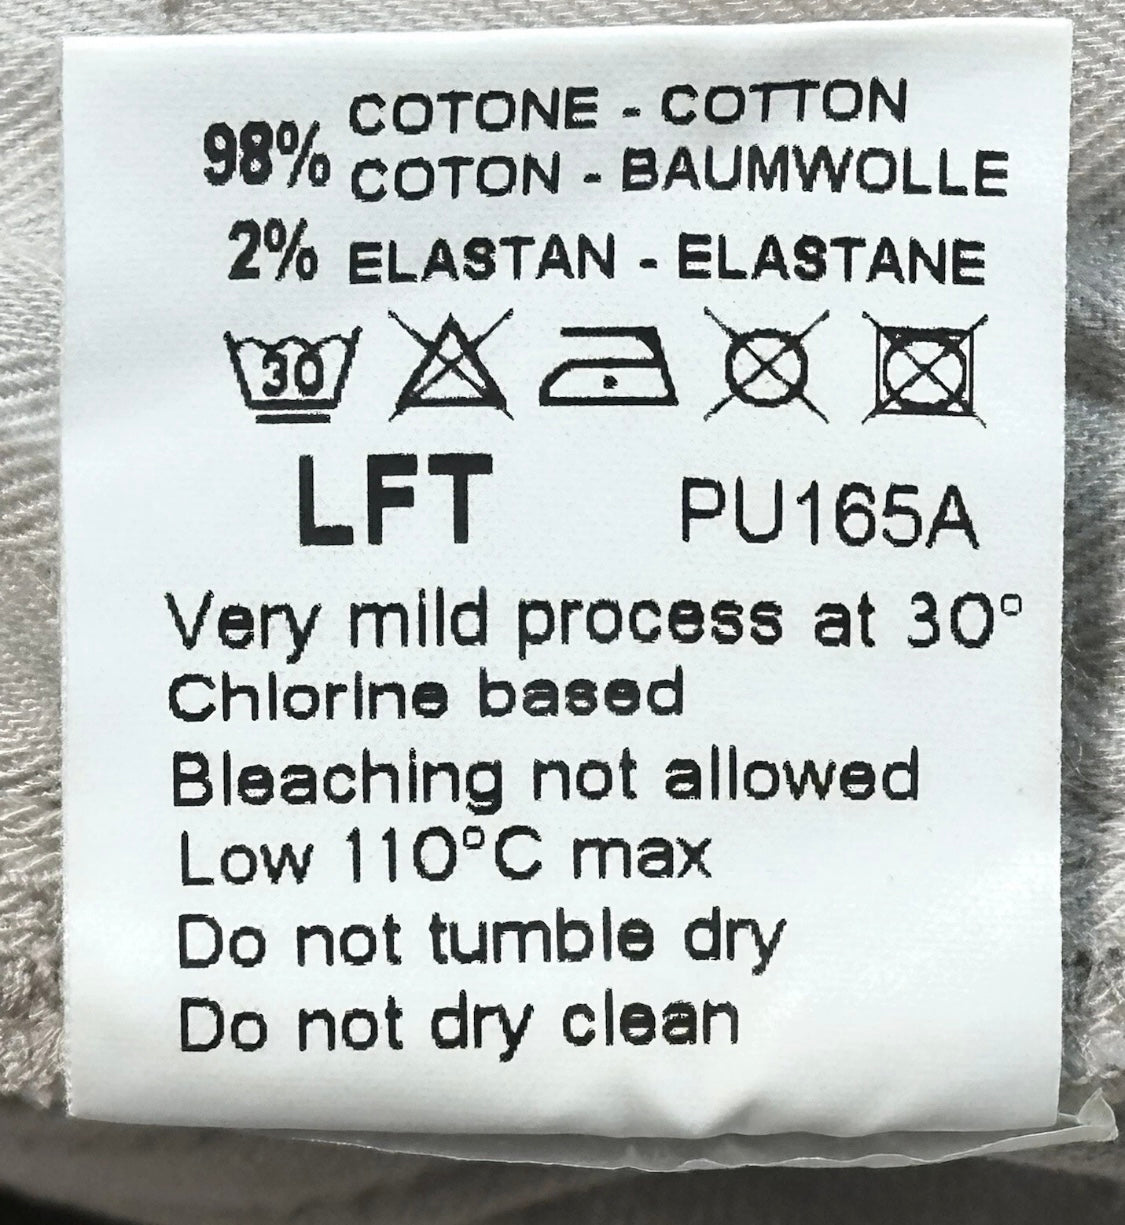 98% COTONE - COTTON
COTON - BAUMWOLLE
2% ELASTAN - ELASTANE
30
LFT PU165A
Very mild process at 30°
Chlorine based
Bleaching not allowed
Low 110°C max
Do not tumble dry
Do not dry clean